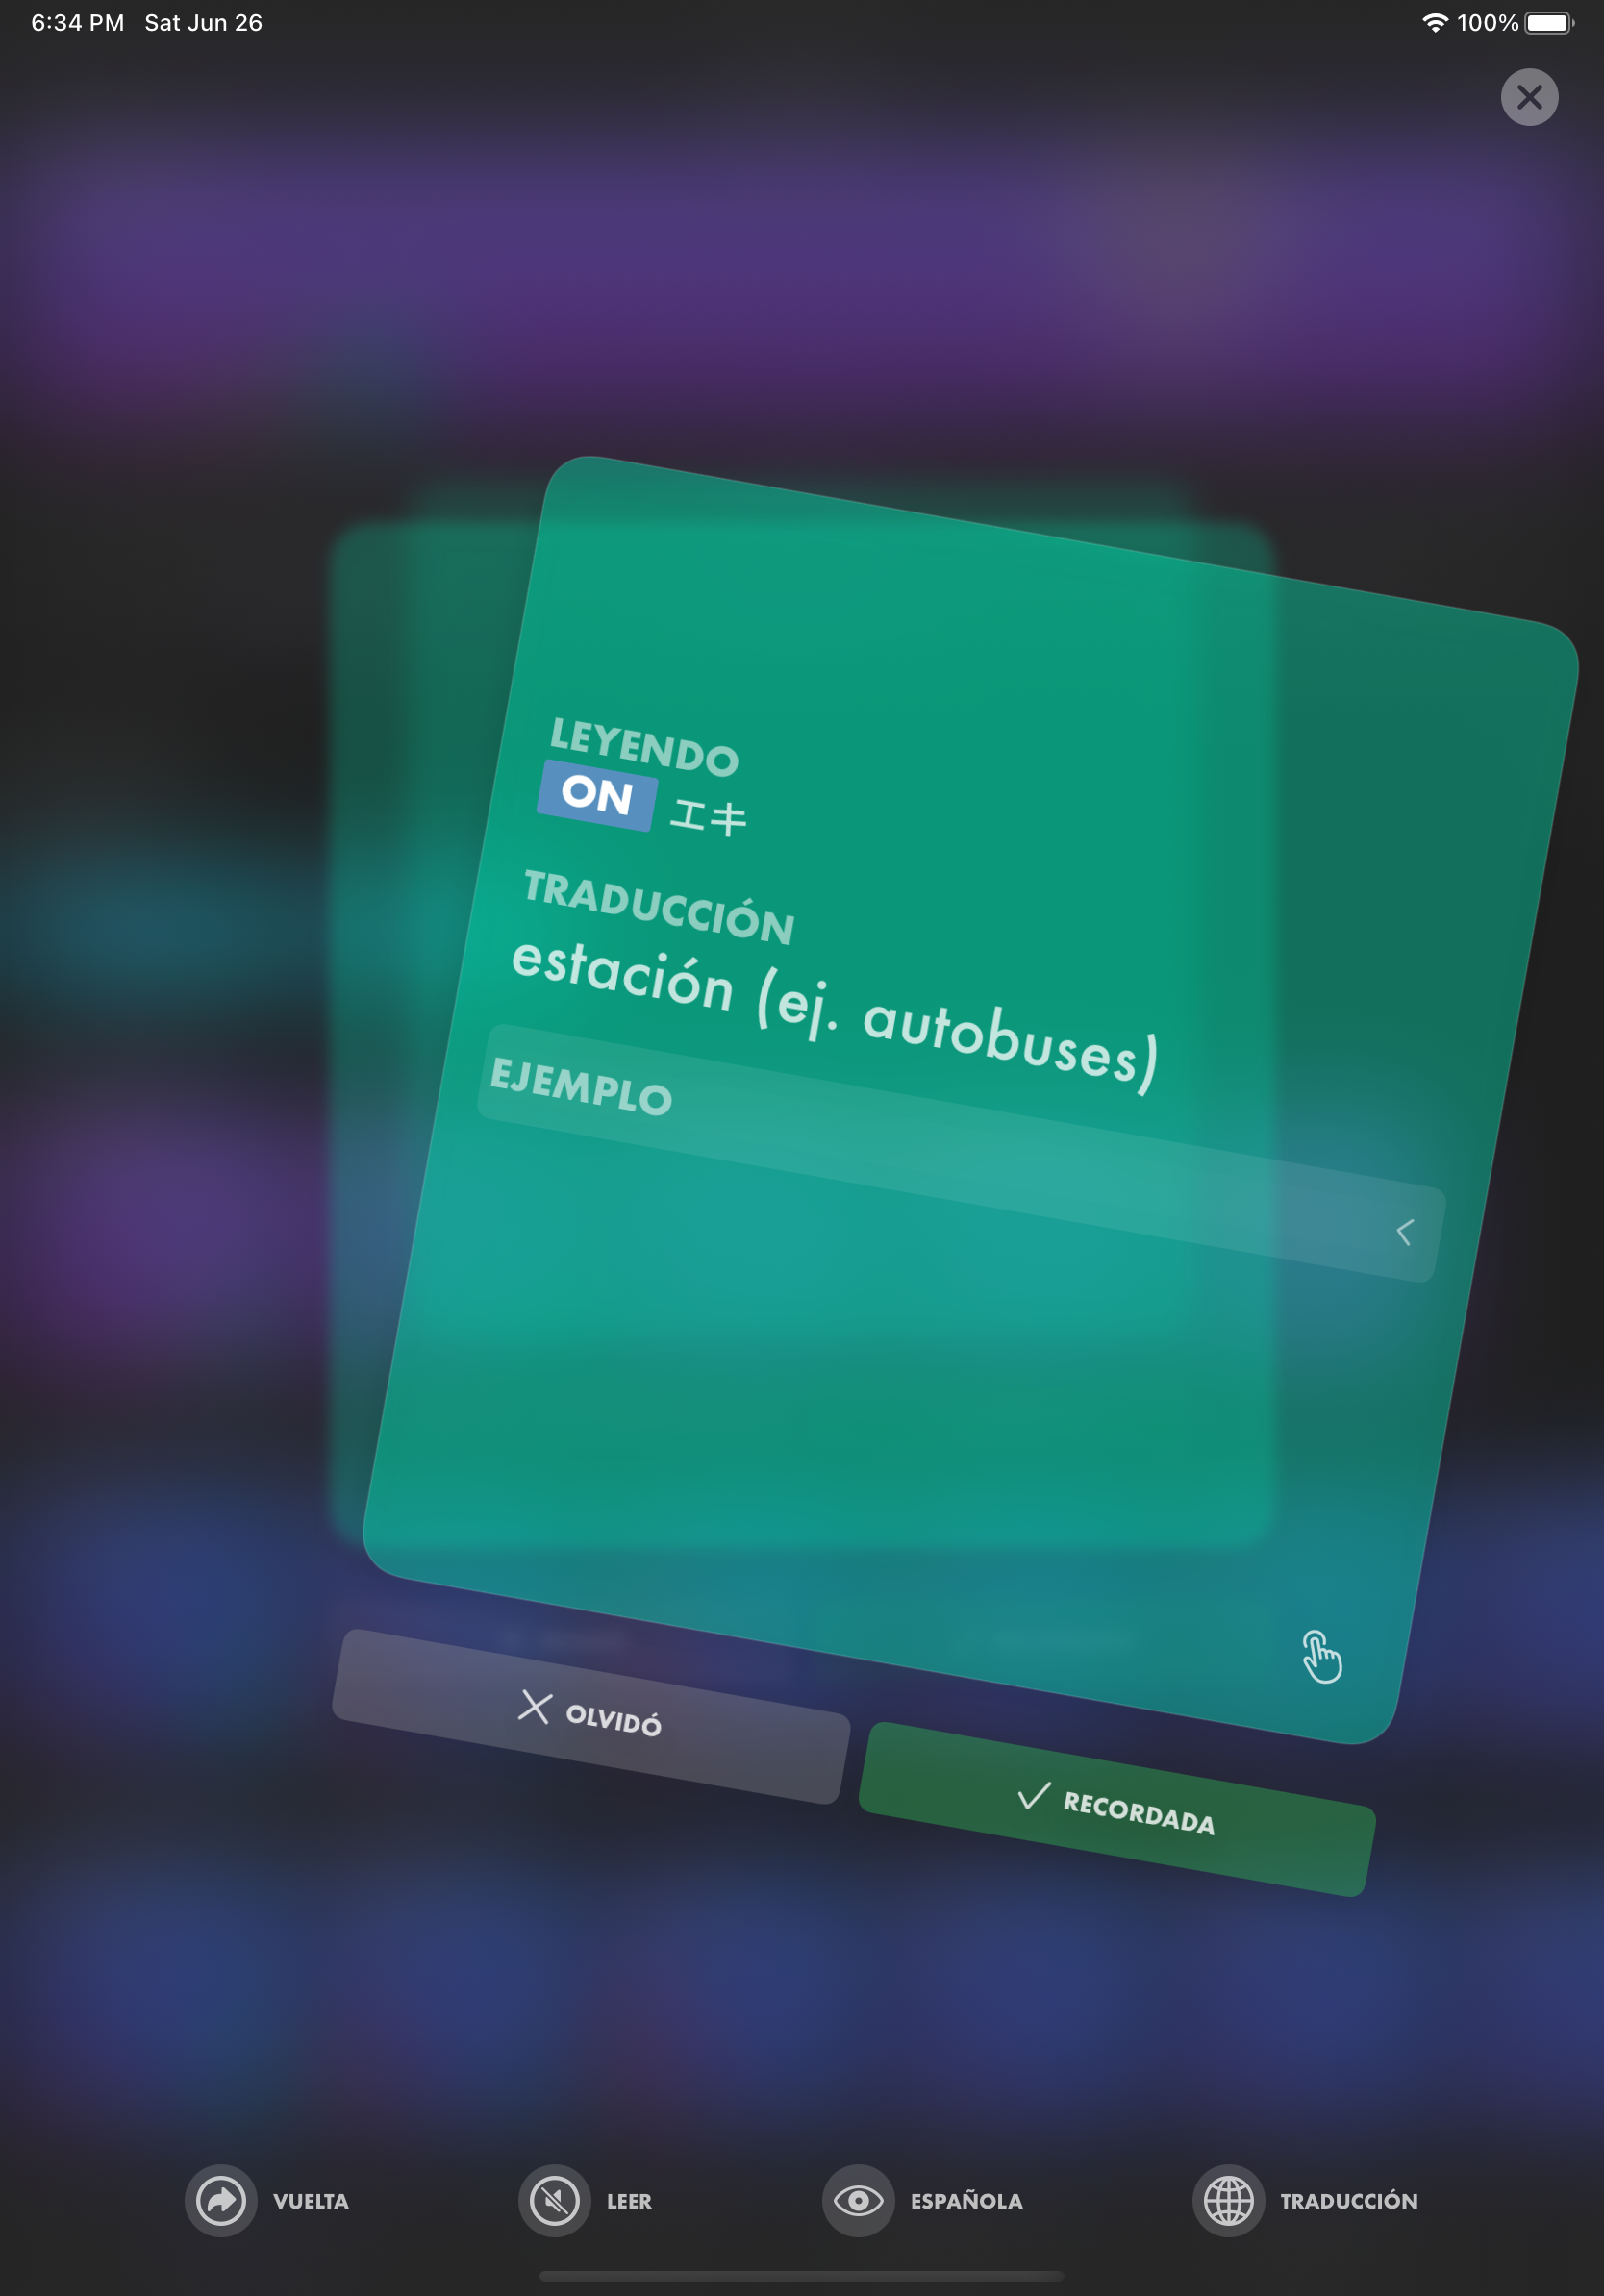 6:34 PM Sat Jun 26
100%
LEYENDO
ON エキ
TRADUCCIÓN
estación (ej. autobuses)
EJEMPLO
OLVIDÓ
RECORDADA
VUELTA
LEER
ESPAÑOLA
TRADUCCIÓN